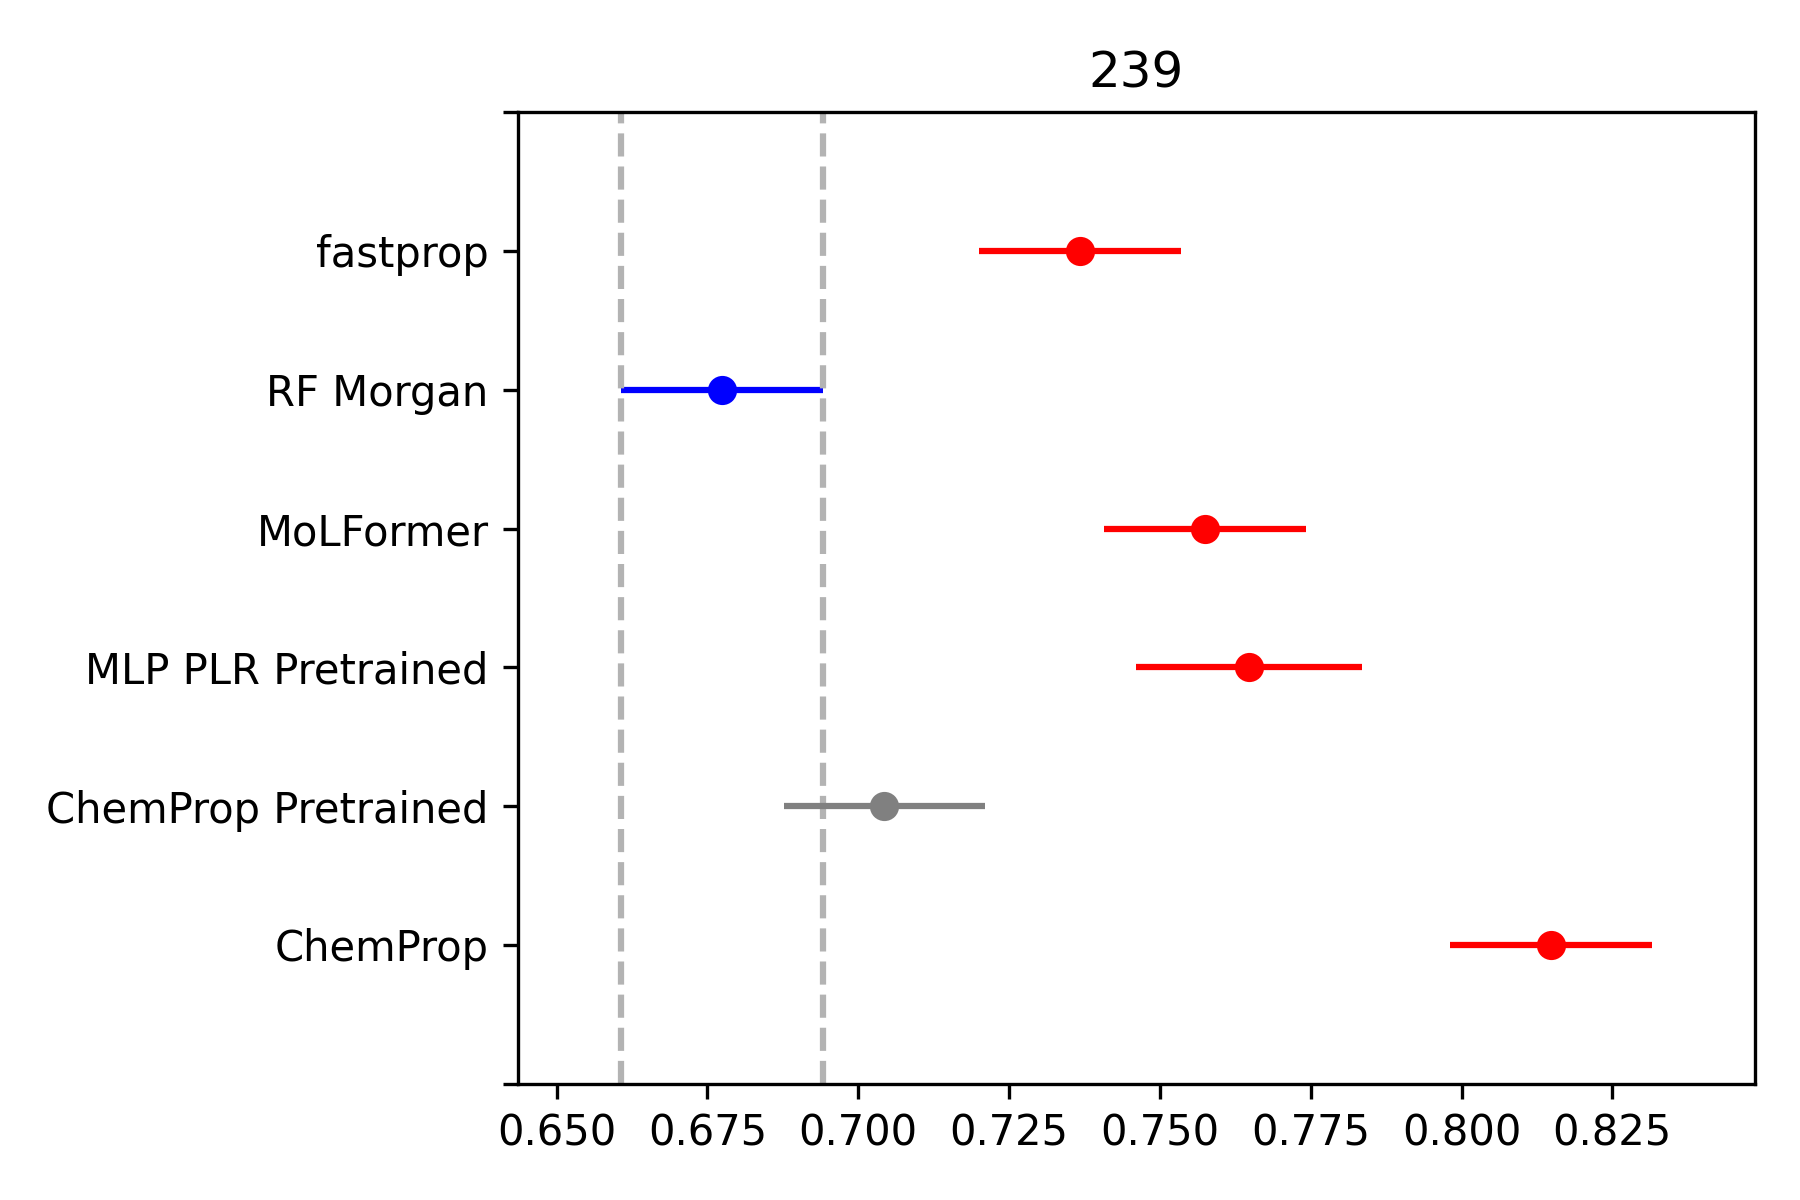 239
fastprop
RF Morgan
MoLFormer
MLP PLR Pretrained
ChemProp Pretrained
ChemProp
0.650 0.675 0.700 0.725 0.750 0.775 0.800 0.825